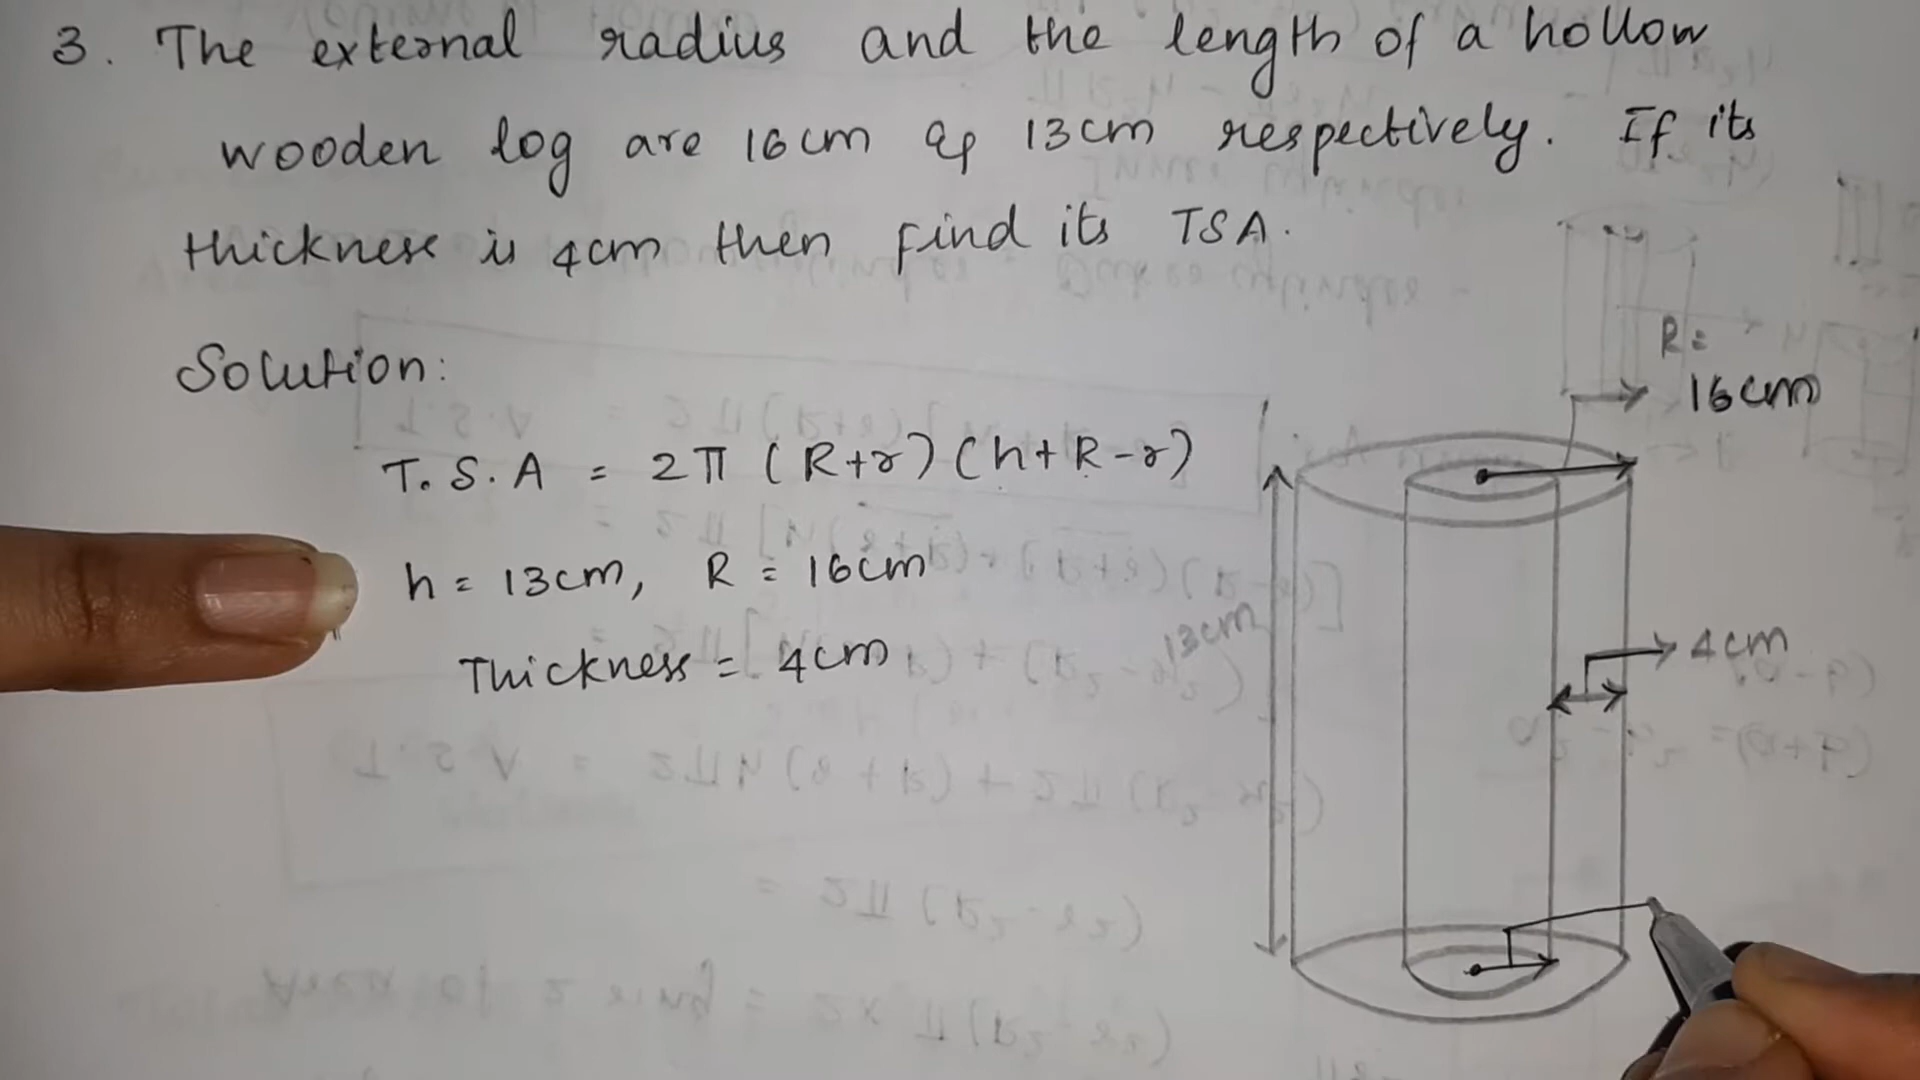 3. The external radius and the length of a hollow
wooden log are 16cm & 13cm respectively. If its
thickness is 4cm then find its TSA.
Solution:
T.S.A = 2π (R+r) (h+R-r)
h = 13cm, R = 16cm
Thickness = 4cm
R =
16cm
13cm
4cm